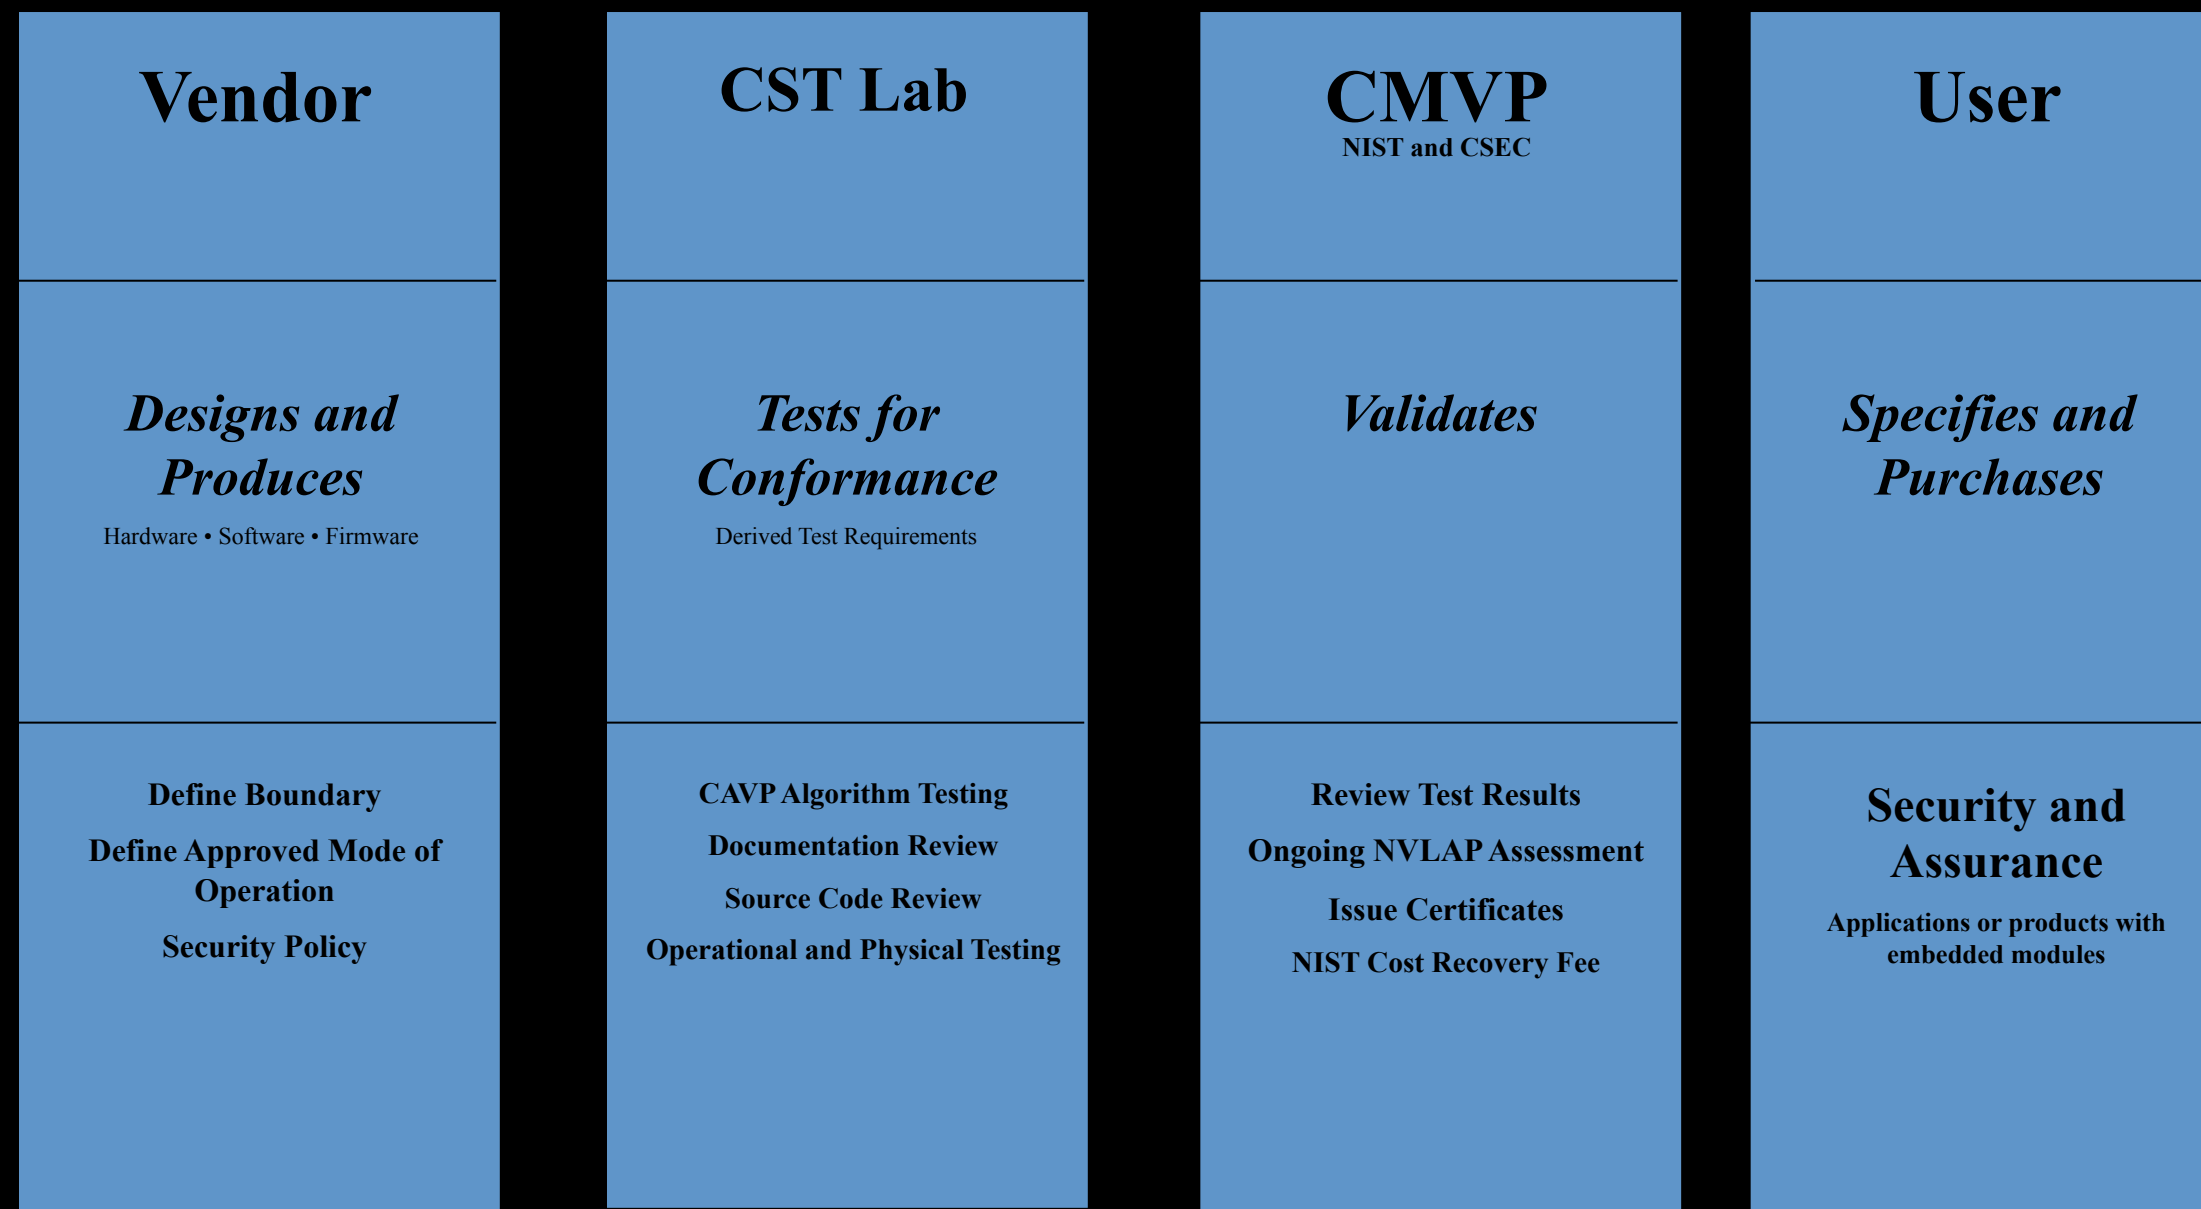 Vendor
Designs and
Produces
Hardware • Software • Firmware
Define Boundary
Define Approved Mode of
Operation
Security Policy
CST Lab
Tests for
Conformance
Derived Test Requirements
CAVP Algorithm Testing
Documentation Review
Source Code Review
Operational and Physical Testing
CMVP
NIST and CSEC
Validates
Review Test Results
Ongoing NVLAP Assessment
Issue Certificates
NIST Cost Recovery Fee
User
Specifies and
Purchases
Security and
Assurance
Applications or products with
embedded modules